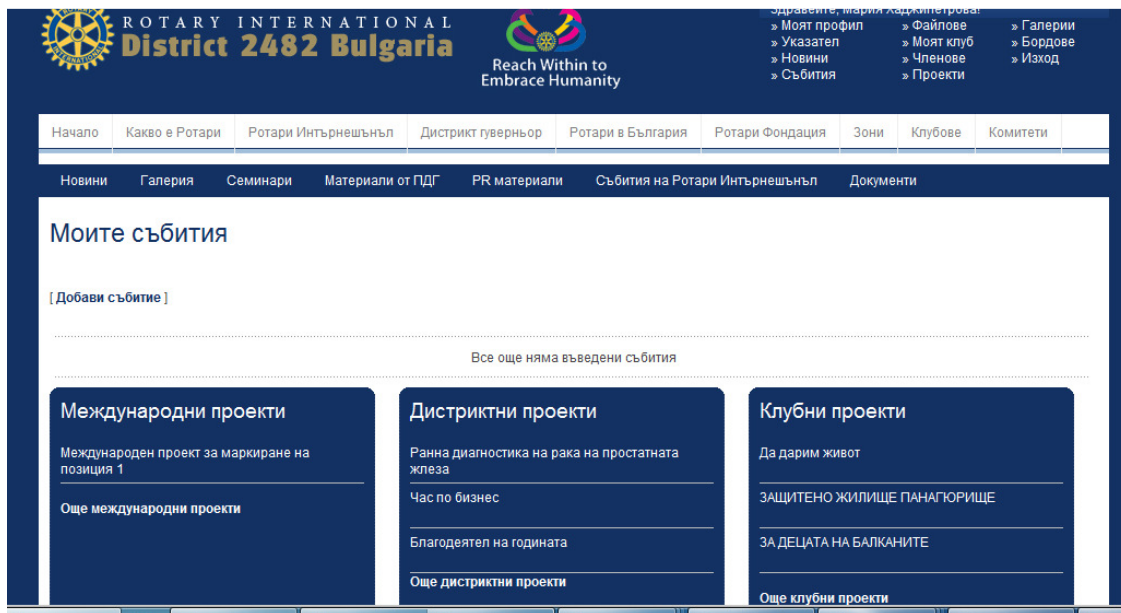 ROTARY INTERNATIONAL
District 2482 Bulgaria
Reach Within to
Embrace Humanity
Здравейте, Мария Хаджипетрова!
» Моят профил » Файлове » Галерии
» Указател » Моят клуб » Бордове
» Новини » Членове » Изход
» Събития » Проекти
Начало Какво е Ротари Ротари Интърнешънъл Дистрикт гуверньор Ротари в България Ротари Фондация Зони Клубове Комитети
Новини Галерия Семинари Материали от ПДГ PR материали Събития на Ротари Интърнешънъл Документи
Моите събития
[ Добави събитие ]
Все още няма въведени събития
Международни проекти
Международен проект за маркиране на
позиция 1
Още международни проекти
Дистриктни проекти
Ранна диагностика на рака на простатната
жлеза
Час по бизнес
Благодеятел на годината
Още дистриктни проекти
Клубни проекти
Да дарим живот
ЗАЩИТЕНО ЖИЛИЩЕ ПАНАГЮРИЩЕ
ЗА ДЕЦАТА НА БАЛКАНИТЕ
Още клубни проекти